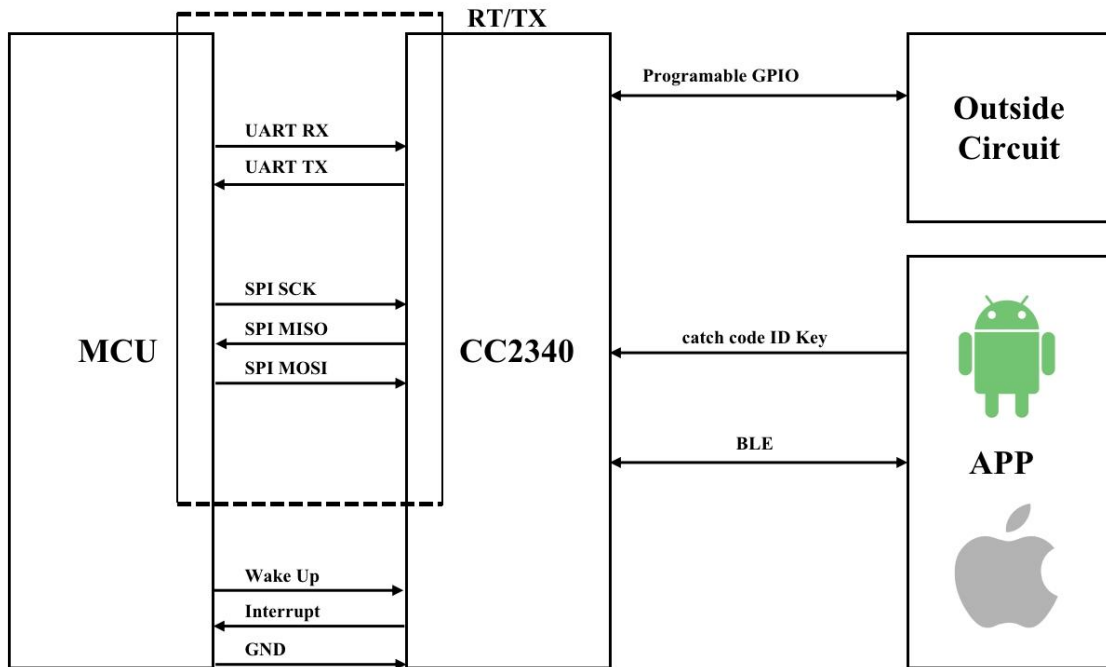 RT/TX
Programable GPIO
Outside
Circuit
UART RX
UART TX
SPI SCK
SPI MISO
SPI MOSI
MCU
CC2340
catch code ID Key
BLE
APP
Wake Up
Interrupt
GND